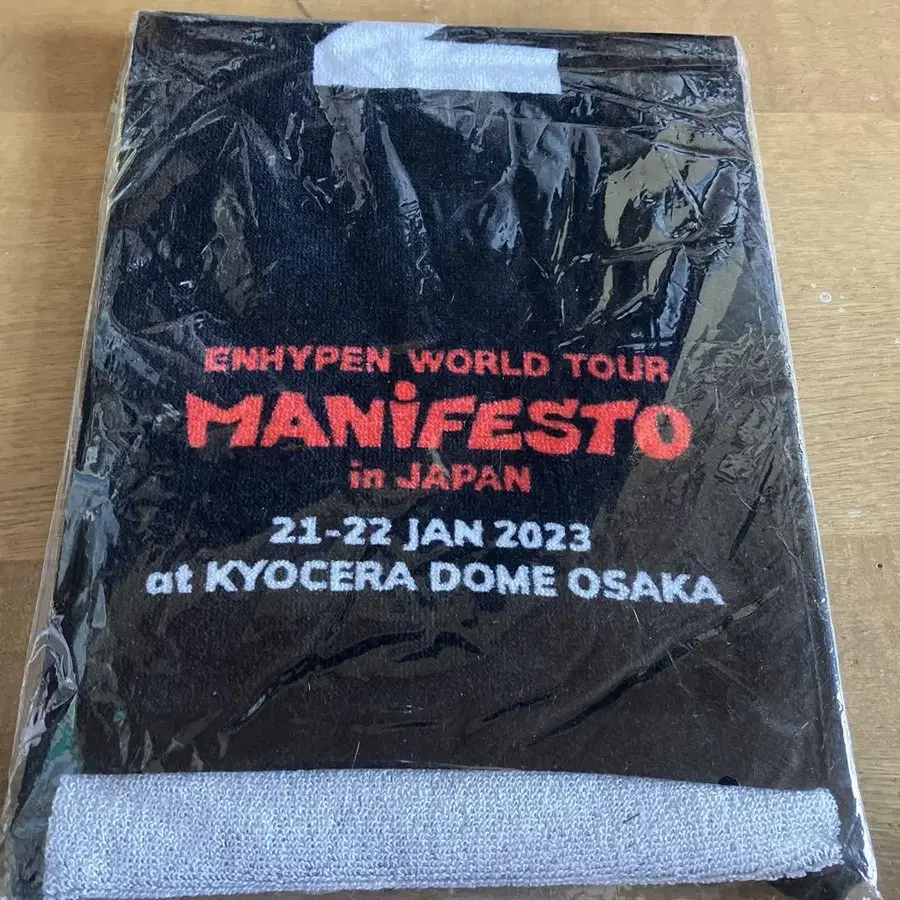 ENHYPEN WORLD TOUR
MANiFESTO
in JAPAN
21-22 JAN 2023
at KYOCERA DOME OSAKA